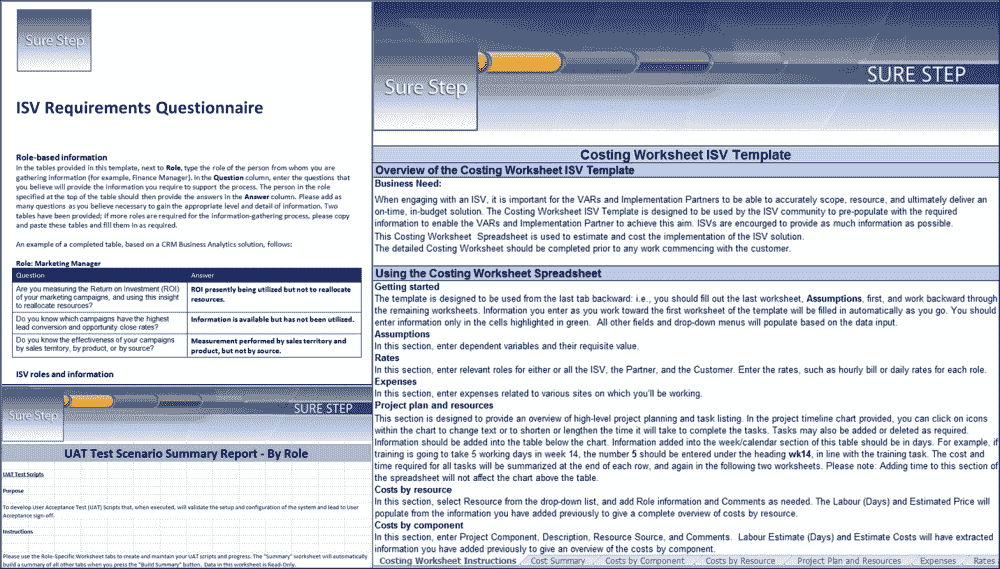 Sure Step
ISV Requirements Questionnaire
Role-based information
In the tables provided in this template, next to Role, type the role of the person from whom you are
gathering information (for example, Finance Manager). In the Question column, enter the questions that
you believe will provide the information you require to support the process. The person in the role
specified at the top of the table should then provide the answers in the Answer column. Please add as
many questions as you believe necessary to gain the appropriate level and detail of information. Two
tables have been provided; if more roles are required for the information-gathering process, please copy
and paste these tables and fill them in as required.
An example of a completed table, based on a CRM Business Analytics solution, follows:
Role: Marketing Manager
Question Answer
Are you measuring the Return on Investment (ROI)
of your marketing campaigns, and using this insight
to reallocate resources?
ROI presently being utilized but not to reallocate
resources.
Do you know which campaigns have the highest
lead conversion and opportunity close rates?
Information is available but has not been utilized.
Do you know the effectiveness of your campaigns
by sales territory, by product, or by source?
Measurement performed by sales territory and
product, but not by source.
ISV roles and information
Sure Step
SURE STEP
UAT Test Scenario Summary Report - By Role
UAT Test Scripts
Purpose
To develop User Acceptance Test (UAT) Scripts that, when executed, will validate the setup and configuration of the system and lead to User
Acceptance sign-off.
Instructions
Please use the Role-Specific Worksheet tabs to create end maintain your UAT scripts and progress. The "Summary" worksheet will automatically
build a summary of all other tabs when you press the "Build Summary" button. Data in this worksheet is Read-Only.
Sure Step
SURE STEP
Costing Worksheet ISV Template
Overview of the Costing Worksheet ISV Template
Business Need:
When engaging with an ISV, it is important for the VARs and Implementation Partners to be able to accurately scope, resource, and ultimately deliver an
on-time, in-budget solution. The Costing Worksheet ISV Template is designed to be used by the ISV community to pre-populate with the required
information to enable the VARs and Implementation Partner to achieve this aim. ISVs are encourged to provide as much information as possible.
This Costing Worksheet Spreadsheet is used to estimate and cost the implementation of the ISV solution.
The detailed Costing Worksheet should be completed prior to any work commencing with the customer.
Using the Costing Worksheet Spreadsheet
Getting started
The template is designed to be used from the last tab backward: i.e., you should fill out the last worksheet, Assumptions, first, and work backward through
the remaining worksheets. Information you enter as you work toward the first worksheet of the template will be filled in automatically as you go. You should
enter information only in the cells highlighted in green. All other fields and drop-down menus will populate based on the data input.
Assumptions
In this section, enter dependent variables and their requisite value.
Rates
In this section, enter relevant roles for either or all the ISV, the Partner, and the Customer. Enter the rates, such as hourly bill or daily rates for each role.
Expenses
In this section, enter expenses related to various sites on which you'll be working.
Project plan and resources
This section is designed to provide an overview of high-level project planning and task listing. In the project timeline chart provided, you can click on icons
within the chart to change text or to shorten or lengthen the time it will take to complete the tasks. Tasks may also be added or deleted as required.
Information should be added into the table below the chart. Information added into the week/calendar section of this table should be in days. For example, if
training is going to take 5 working days in week 14, the number 5 should be entered under the heading wk14, in line with the training task. The cost and
time required for all tasks will be summarized at the end of each row, and again in the following two worksheets. Please note: Adding time to this section of
the spreadsheet will not affect the chart above the table.
Costs by resource
In this section, select Resource from the drop-down list, and add Role information and Comments as needed. The Labour (Days) and Estimated Price will
populate from the information you have added previously to give a complete overview of costs by resource.
Costs by component
In this section, enter Project Component, Description, Resource Source, and Comments. Labour Estimate (Days) and Estimate Costs will have extracted
information you have added previously to give an overview of the costs by component.
Costing Worksheet Instructions Cost Summary Costs by Component Costs by Resource Project Plan and Resources Expenses Rates